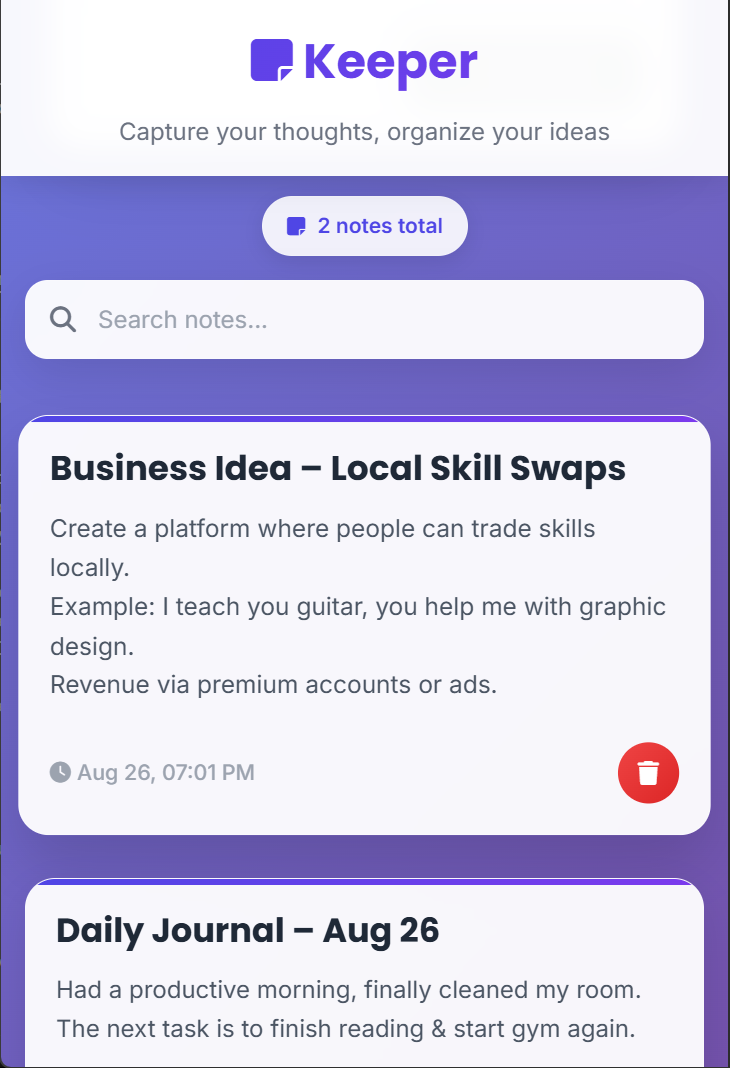 Keeper
Capture your thoughts, organize your ideas
2 notes total
Search notes...
Business Idea – Local Skill Swaps
Create a platform where people can trade skills
locally.
Example: I teach you guitar, you help me with graphic
design.
Revenue via premium accounts or ads.
Aug 26, 07:01 PM
Daily Journal – Aug 26
Had a productive morning, finally cleaned my room.
The next task is to finish reading & start gym again.